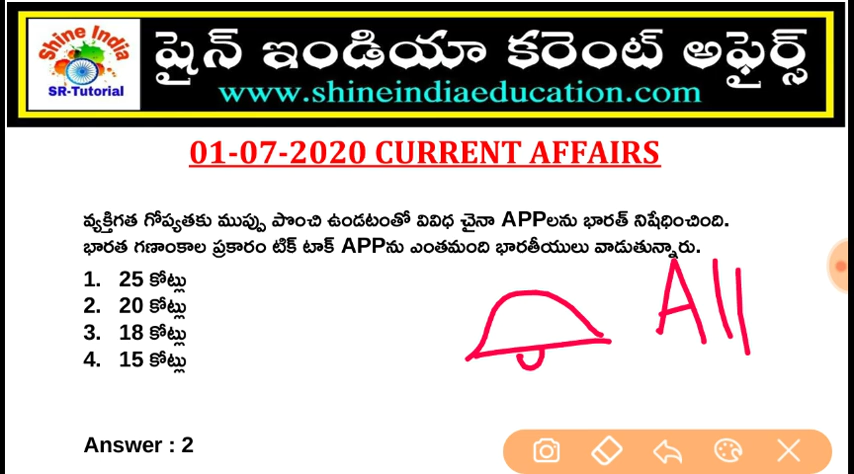 Shine India
SR-Tutorial
షైన్ ఇండియా కరెంట్ అఫైర్స్
www.shineindiaeducation.com
01-07-2020 CURRENT AFFAIRS
వ్యక్తిగత గోప్యతకు ముప్పు పొంచి ఉండటంతో వివిధ చైనా APPలను భారత్ నిషేధించింది.
భారత గణాంకాల ప్రకారం టిక్ టాక్ APPను ఎంతమంది భారతీయులు వాడుతున్నారు.
1. 25 కోట్లు
2. 20 కోట్లు
3. 18 కోట్లు
4. 15 కోట్లు
All
Answer : 2